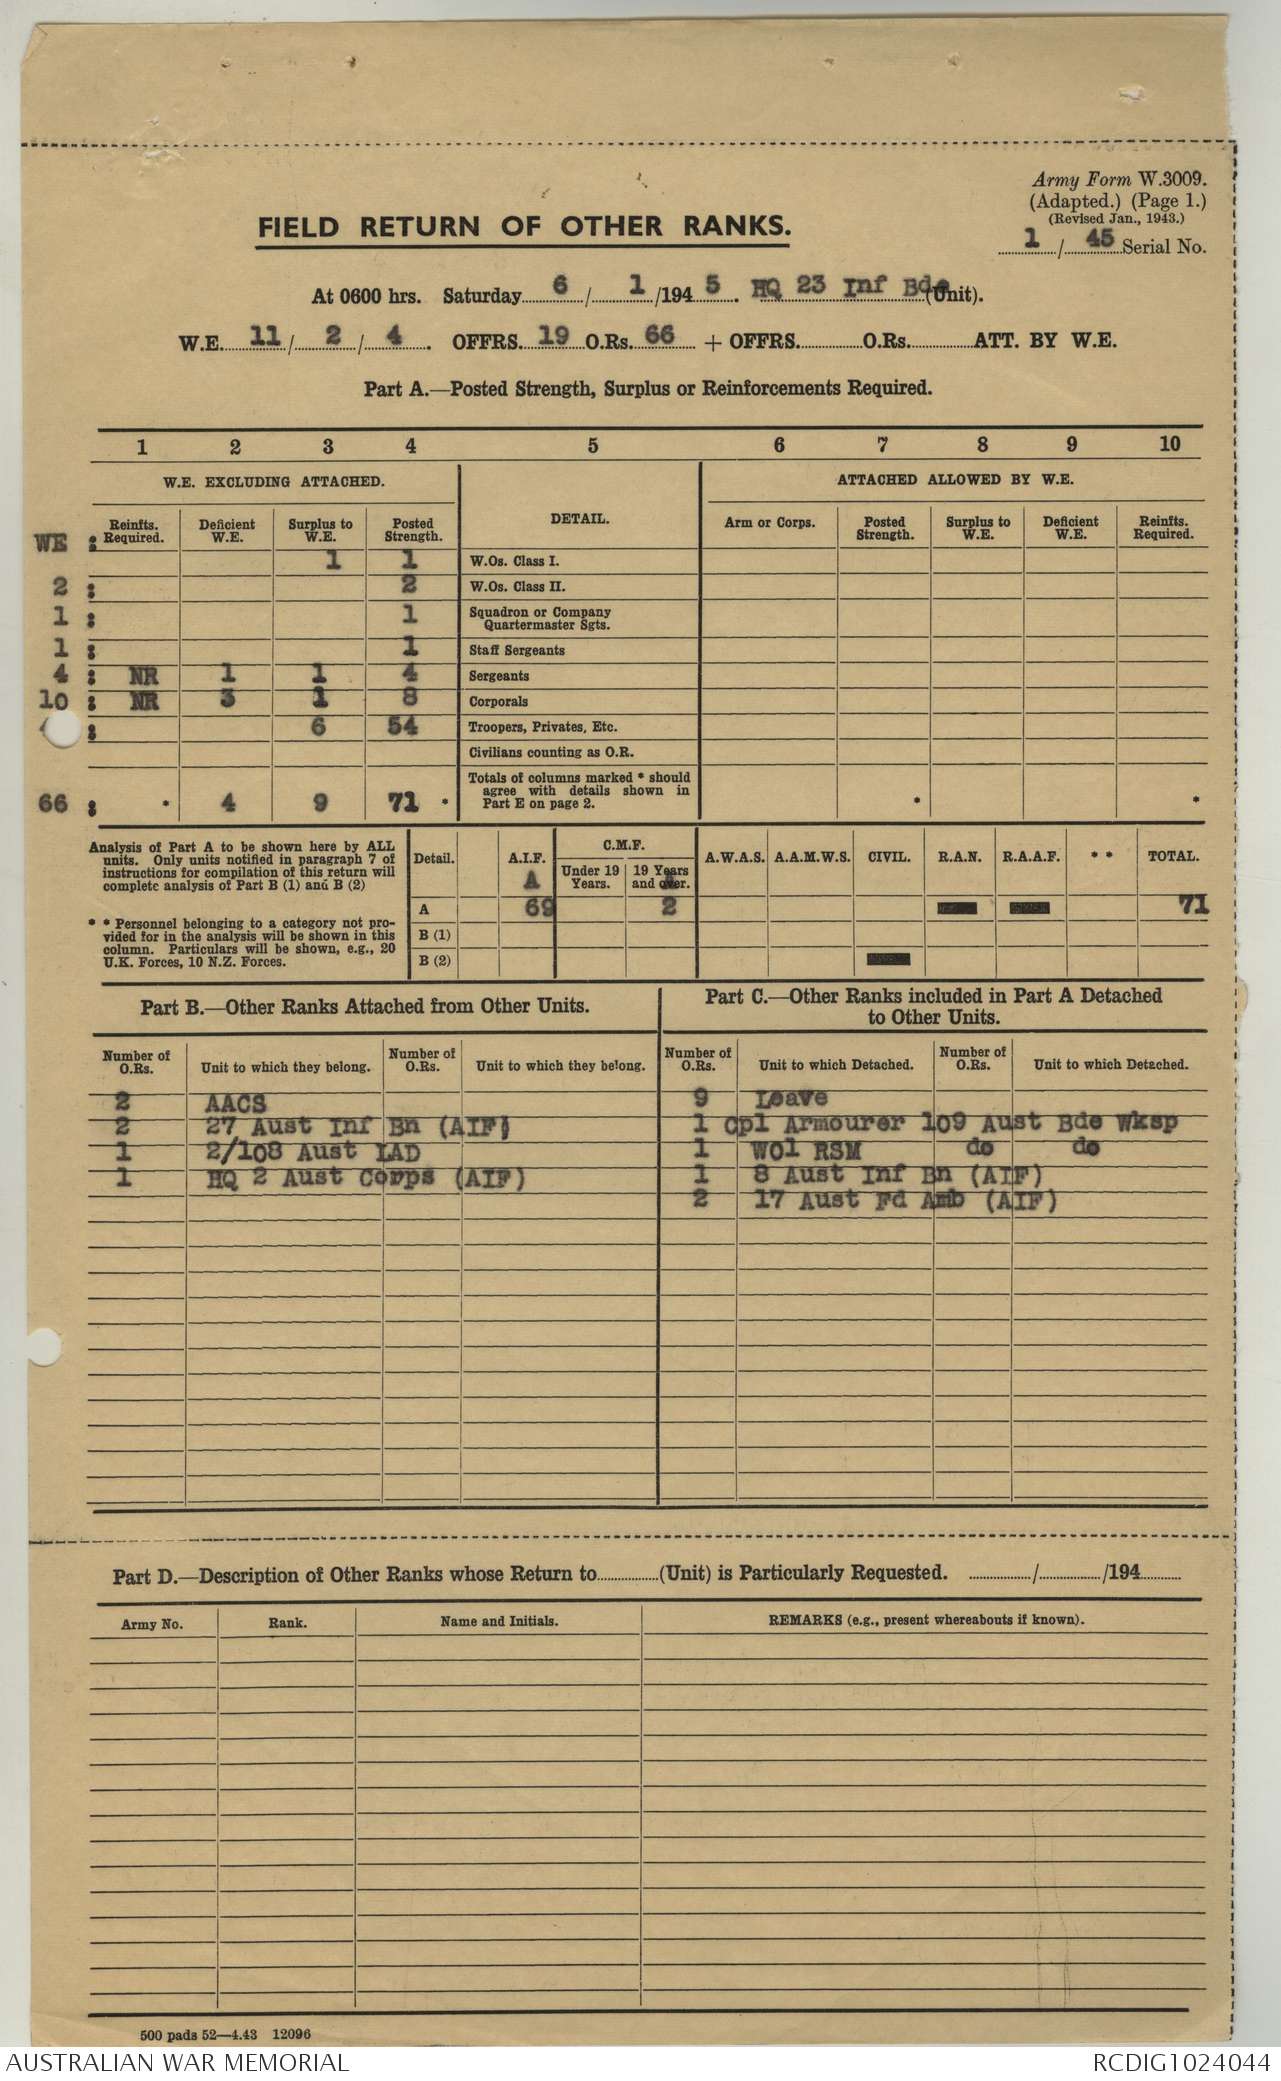 Army Form W.3009.
(Adapted.) (Page 1.)
(Revised Jan., 1943.)
1 / 45 Serial No.
FIELD RETURN OF OTHER RANKS.
At 0600 hrs. Saturday 6 / 1 /194 5. HQ 23 Inf Bde (Unit).
W.E. 11 / 2 / 4 . OFFRS. 19 O.Rs. 66 + OFFRS. O.Rs. ATT. BY W.E.
Part A.—Posted Strength, Surplus or Reinforcements Required.
1 2 3 4 5 6 7 8 9 10
W.E. EXCLUDING ATTACHED. DETAIL. ATTACHED ALLOWED BY W.E.
WE : Reinfts. Required. Deficient W.E. Surplus to W.E. Posted Strength. Arm or Corps. Posted Strength. Surplus to W.E. Deficient W.E. Reinfts. Required.
1 1 W.Os. Class I.
2 : 2 W.Os. Class II.
1 : 1 Squadron or Company Quartermaster Sgts.
1 : 1 Staff Sergeants
4 : NR 1 1 4 Sergeants
10 : NR 3 1 8 Corporals
: 6 54 Troopers, Privates, Etc.
Civilians counting as O.R.
66 : * 4 9 71 * Totals of columns marked * should agree with details shown in Part E on page 2. * *
Analysis of Part A to be shown here by ALL
units. Only units notified in paragraph 7 of
instructions for compilation of this return will
complete analysis of Part B (1) and B (2)
* * Personnel belonging to a category not pro-
vided for in the analysis will be shown in this
column. Particulars will be shown, e.g., 20
U.K. Forces, 10 N.Z. Forces.
Detail. A.I.F. C.M.F. A.W.A.S. A.A.M.W.S. CIVIL. R.A.N. R.A.A.F. * * TOTAL.
Under 19 Years. 19 Years and over.
A
A 69 2 71
B (1)
B (2)
Part B.—Other Ranks Attached from Other Units.
Number of O.Rs. Unit to which they belong. Number of O.Rs. Unit to which they belong.
2 AACS
2 27 Aust Inf Bn (AIF)
1 2/108 Aust LAD
1 HQ 2 Aust Corps (AIF)
Part C.—Other Ranks included in Part A Detached
to Other Units.
Number of O.Rs. Unit to which Detached. Number of O.Rs. Unit to which Detached.
9 Leave
1 Cpl Armourer 109 Aust Bde Wksp
1 WO1 RSM do do
1 8 Aust Inf Bn (AIF)
2 17 Aust Fd Amb (AIF)
Part D.—Description of Other Ranks whose Return to (Unit) is Particularly Requested. / /194
Army No. Rank. Name and Initials. REMARKS (e.g., present whereabouts if known).
500 pads 52—4.43 12096
AUSTRALIAN WAR MEMORIAL RCDIG1024044